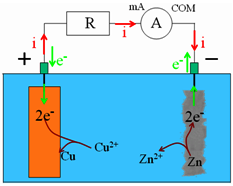 mA
COM
R
A
i
i
i
+
e⁻
e⁻
−
2e⁻
2e⁻
Cu²⁺
Zn²⁺
Cu
Zn